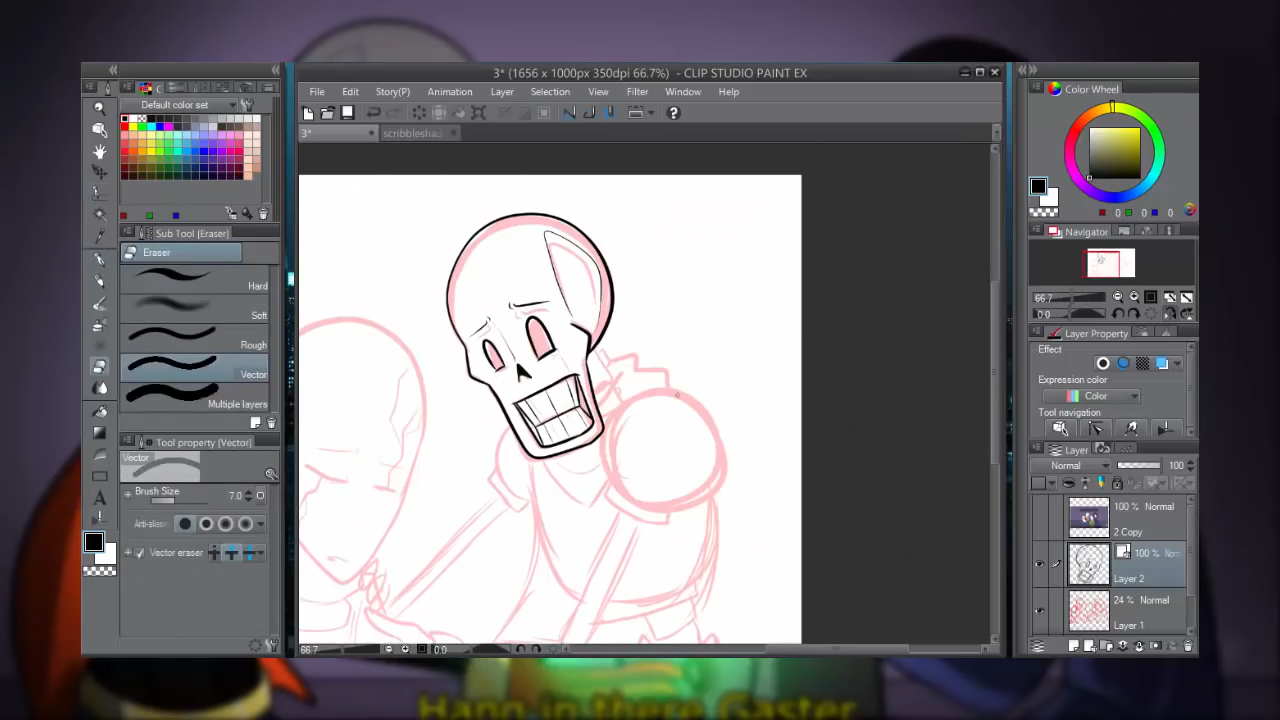 3* (1656 x 1000px 350dpi 66.7%) - CLIP STUDIO PAINT EX
File Edit Story(P) Animation Layer Selection View Filter Window Help
3*
scribbleshad
Default color set
Sub Tool [Eraser]
Eraser
Hard
Soft
Rough
Vector
Multiple layers
Tool property [Vector]
Vector
Brush Size 7.0
Vector eraser
66.7 0.0
Color Wheel
0 0 0
Navigator
66.7
0.0
Layer Property
Effect
Expression color
Color
Tool navigation
Layer
Normal 100
100 % Normal
2 Copy
100 %
Layer 2
24 % Normal
Layer 1
Hang in there Gaster